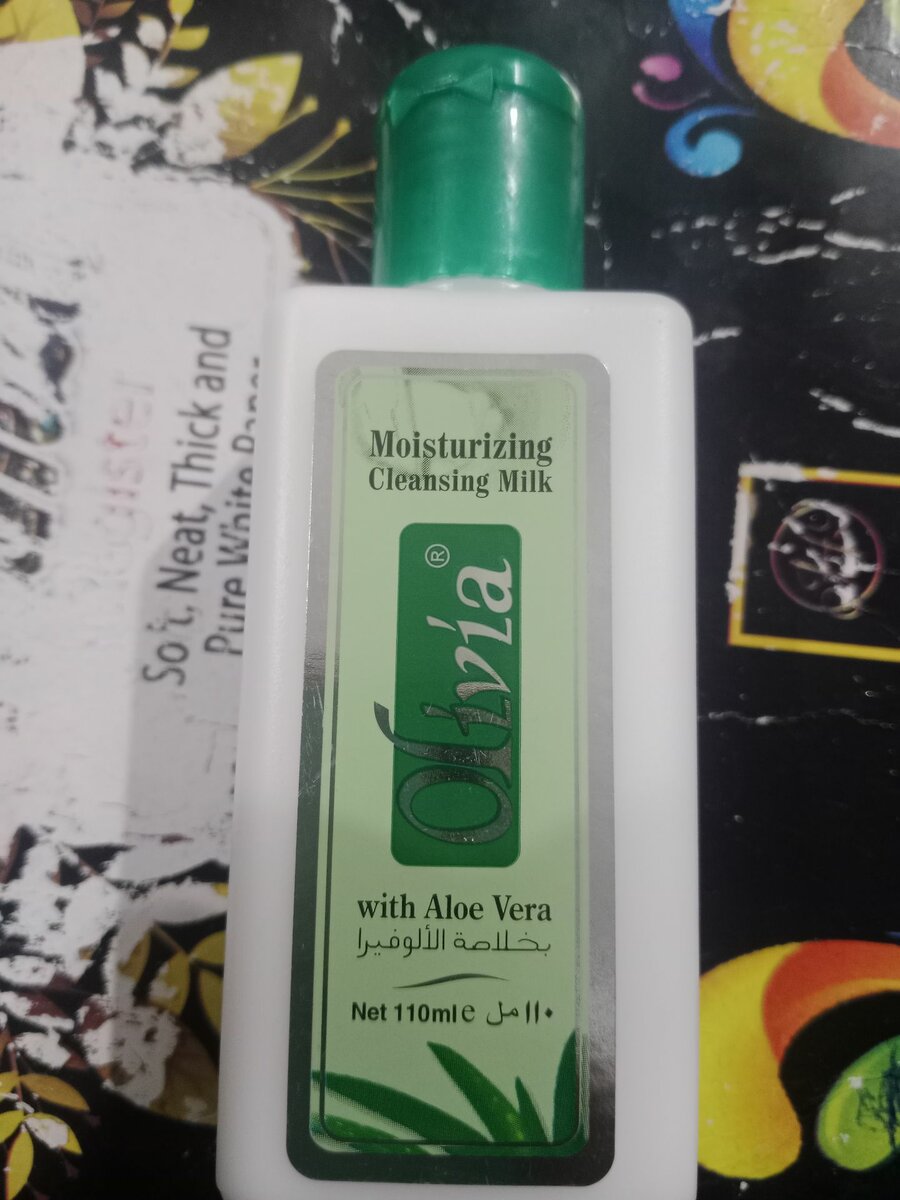 Moisturizing
Cleansing Milk
Olivia®
with Aloe Vera
بخلاصة الألوفيرا
Net 110ml e ١١٠ مل
Register
Soft, Neat, Thick and
Pure White Paper